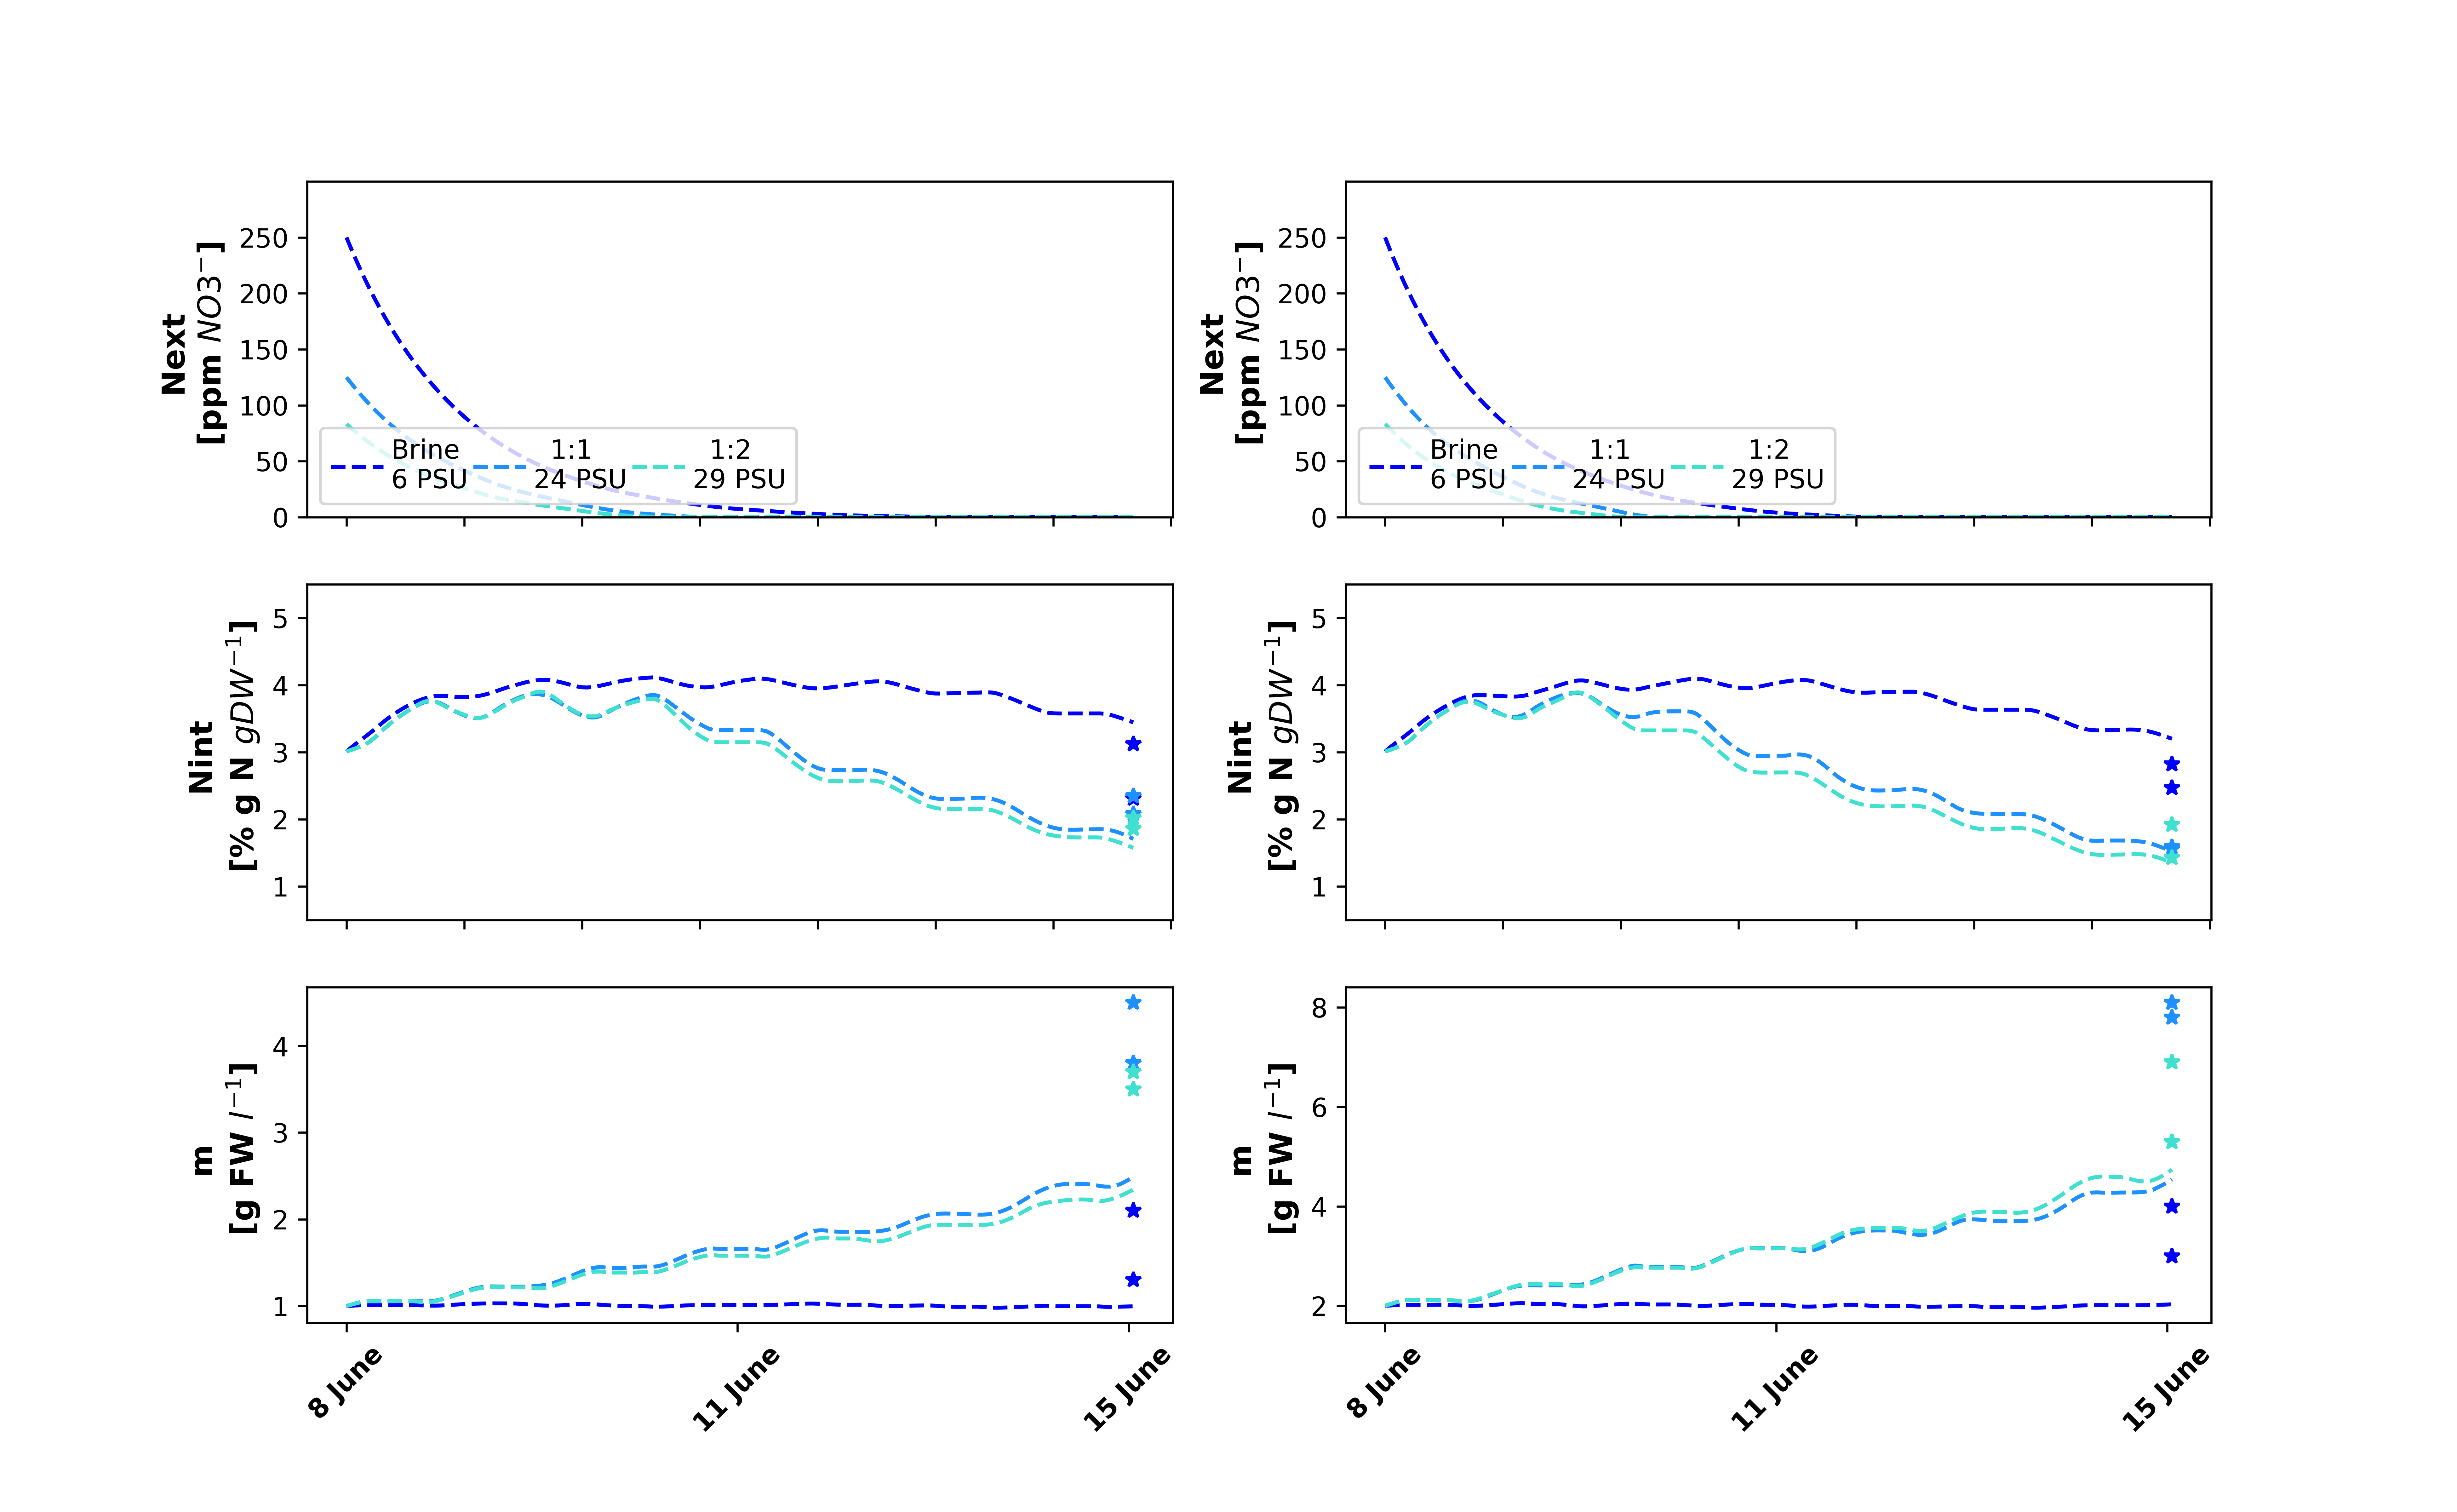 Next
[ppm NO3⁻]
250
200
150
100
50
0
Brine
6 PSU
1:1
24 PSU
1:2
29 PSU
Next
[ppm NO3⁻]
250
200
150
100
50
0
Brine
6 PSU
1:1
24 PSU
1:2
29 PSU
Nint
[% g N gDW⁻¹]
5
4
3
2
1
Nint
[% g N gDW⁻¹]
5
4
3
2
1
m
[g FW l⁻¹]
4
3
2
1
8 June
11 June
15 June
m
[g FW l⁻¹]
8
6
4
2
8 June
11 June
15 June